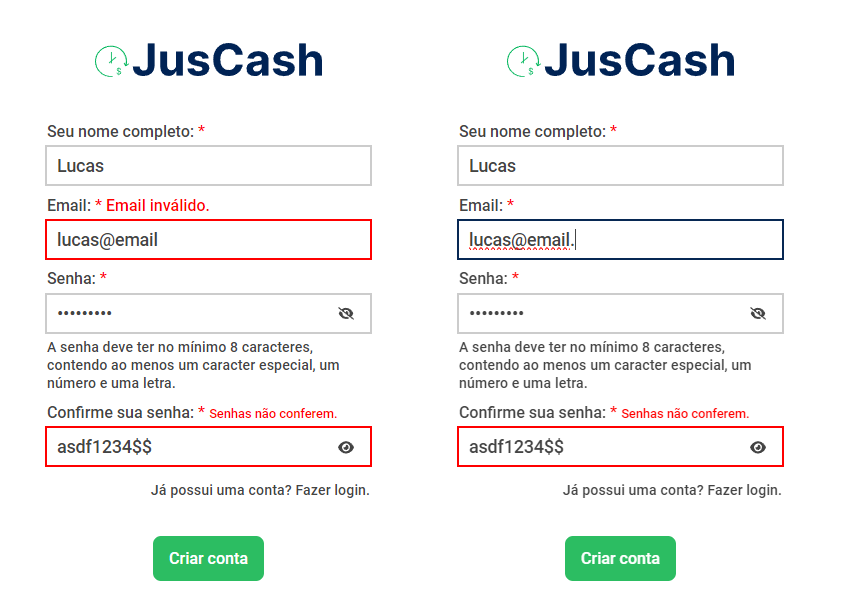 JusCash
Seu nome completo: *
Lucas
Email: * Email inválido.
lucas@email
Senha: *
•••••••••
A senha deve ter no mínimo 8 caracteres,
contendo ao menos um caracter especial, um
número e uma letra.
Confirme sua senha: * Senhas não conferem.
asdf1234$$
Já possui uma conta? Fazer login.
Criar conta
JusCash
Seu nome completo: *
Lucas
Email: *
lucas@email.
Senha: *
•••••••••
A senha deve ter no mínimo 8 caracteres,
contendo ao menos um caracter especial, um
número e uma letra.
Confirme sua senha: * Senhas não conferem.
asdf1234$$
Já possui uma conta? Fazer login.
Criar conta